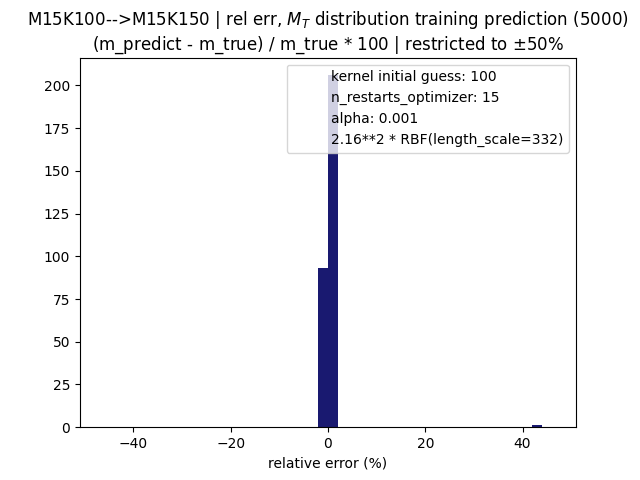 M15K100-->M15K150 | rel err, M_T distribution training prediction (5000)
(m_predict - m_true) / m_true * 100 | restricted to ±50%
kernel initial guess: 100
n_restarts_optimizer: 15
alpha: 0.001
2.16**2 * RBF(length_scale=332)
200
175
150
125
100
75
50
25
0
−40 −20 0 20 40
relative error (%)